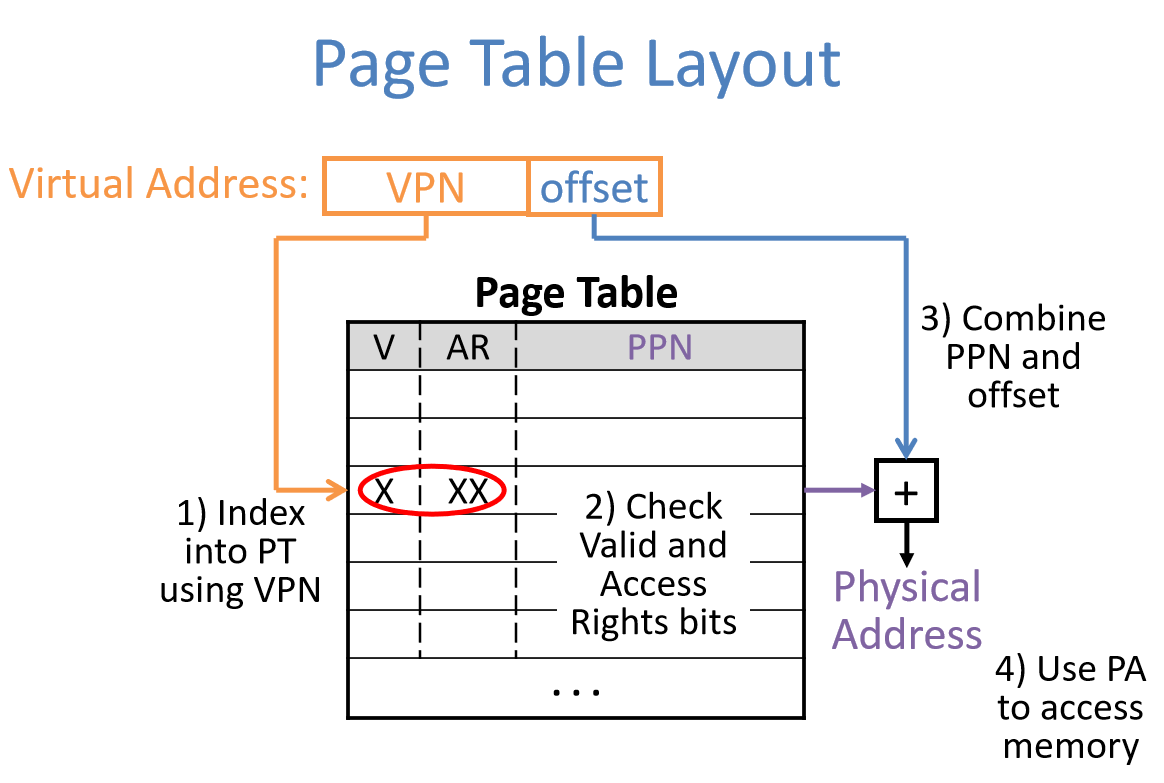 Page Table Layout
Virtual Address: VPN offset
Page Table
V AR PPN
X XX
1) Index
into PT
using VPN
2) Check
Valid and
Access
Rights bits
3) Combine
PPN and
offset
+
Physical
Address
4) Use PA
to access
memory
...